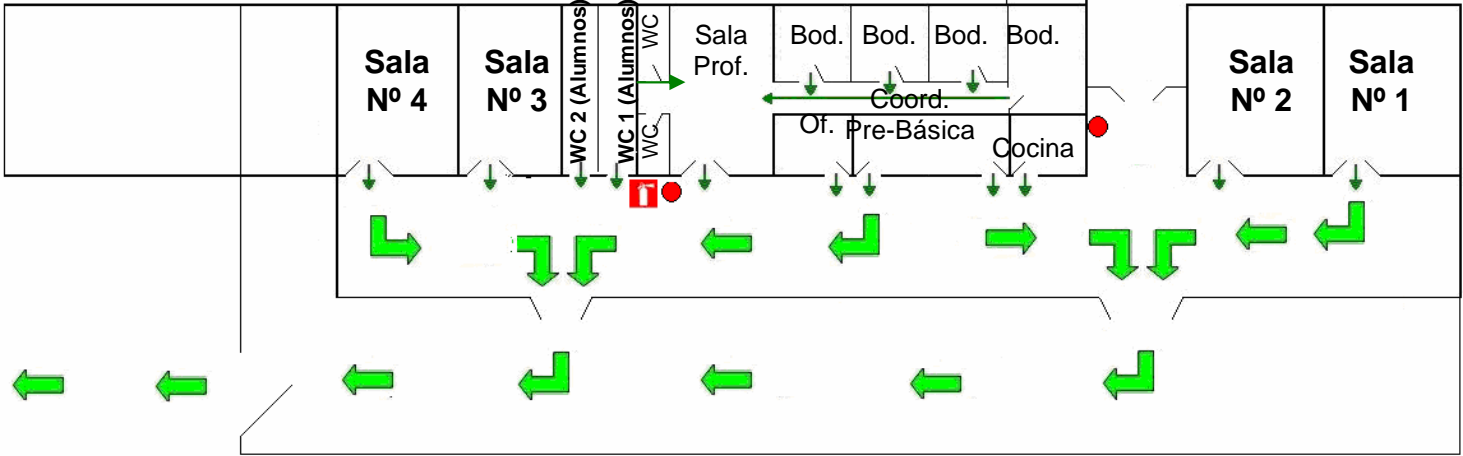 Sala
Nº 4
Sala
Nº 3
WC 2 (Alumnos)
WC 1 (Alumnos)
WC
WC
Sala
Prof.
Bod.
Bod.
Bod.
Bod.
Coord.
Pre-Básica
Of.
Cocina
Sala
Nº 2
Sala
Nº 1